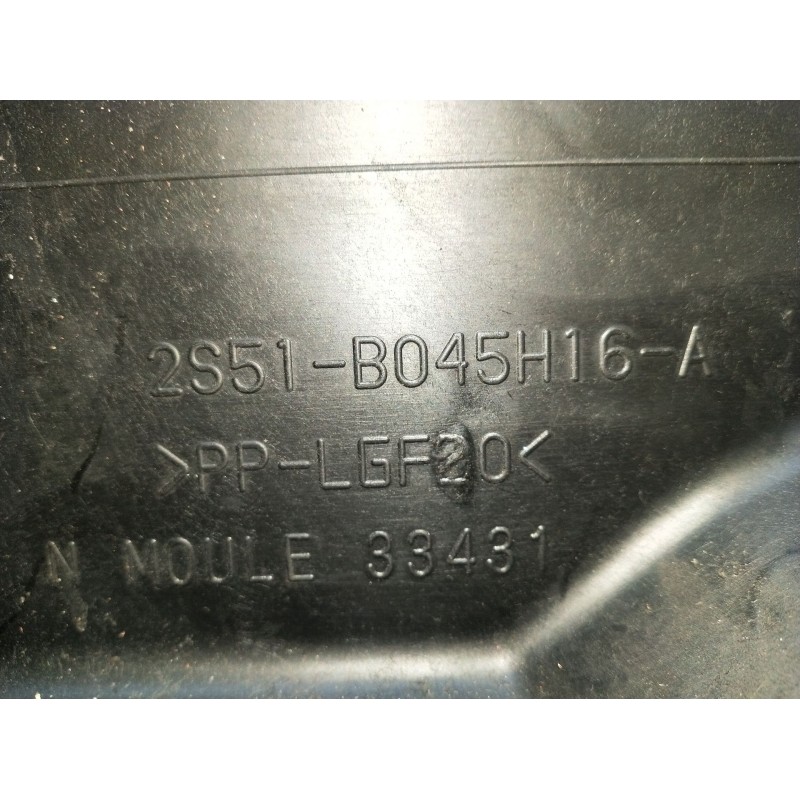 2S51-B045H16-A
>PP-LGF20<
N MOULE 33431